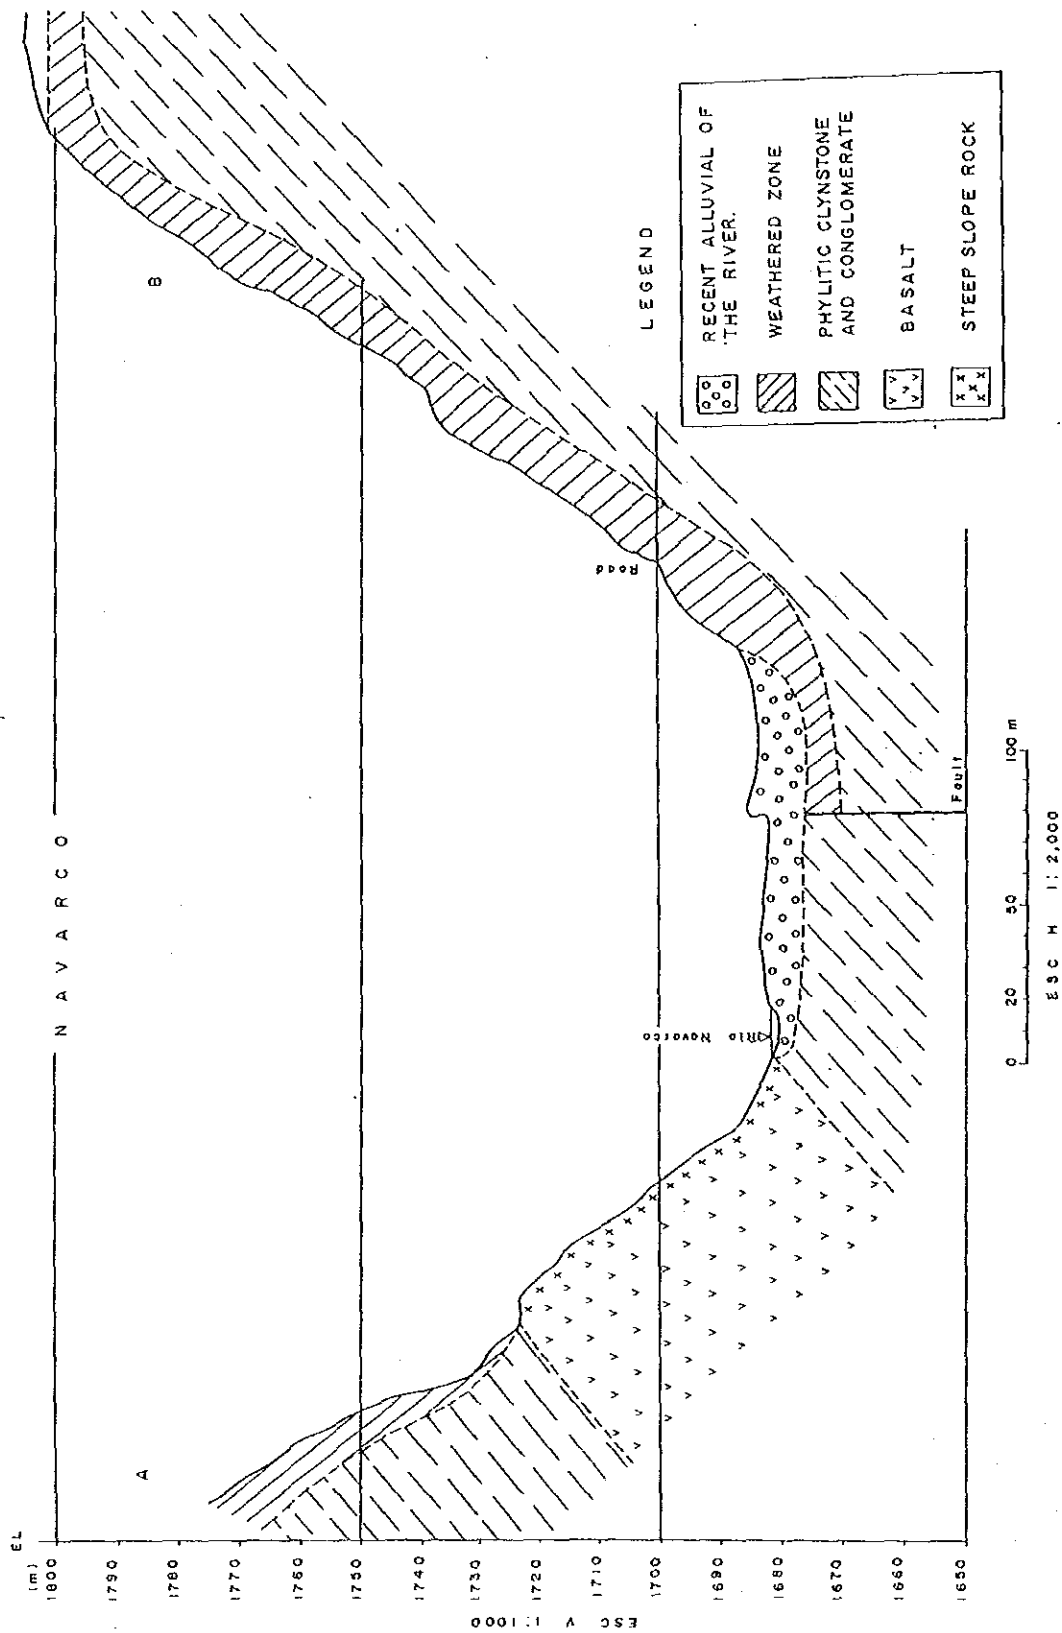 NAVARCO
EL
(m)
1800
1790
1780
1770
1760
1750
1740
1730
1720
1710
1700
1690
1680
1670
1660
1650
ESC V 1:1000
A
B
Road
Rio Navarco
Fault
0 20 50 100 m
ESC H 1:2,000
LEGEND
RECENT ALLUVIAL OF
THE RIVER.
WEATHERED ZONE
PHYLITIC CLYNSTONE
AND CONGLOMERATE
BASALT
STEEP SLOPE ROCK